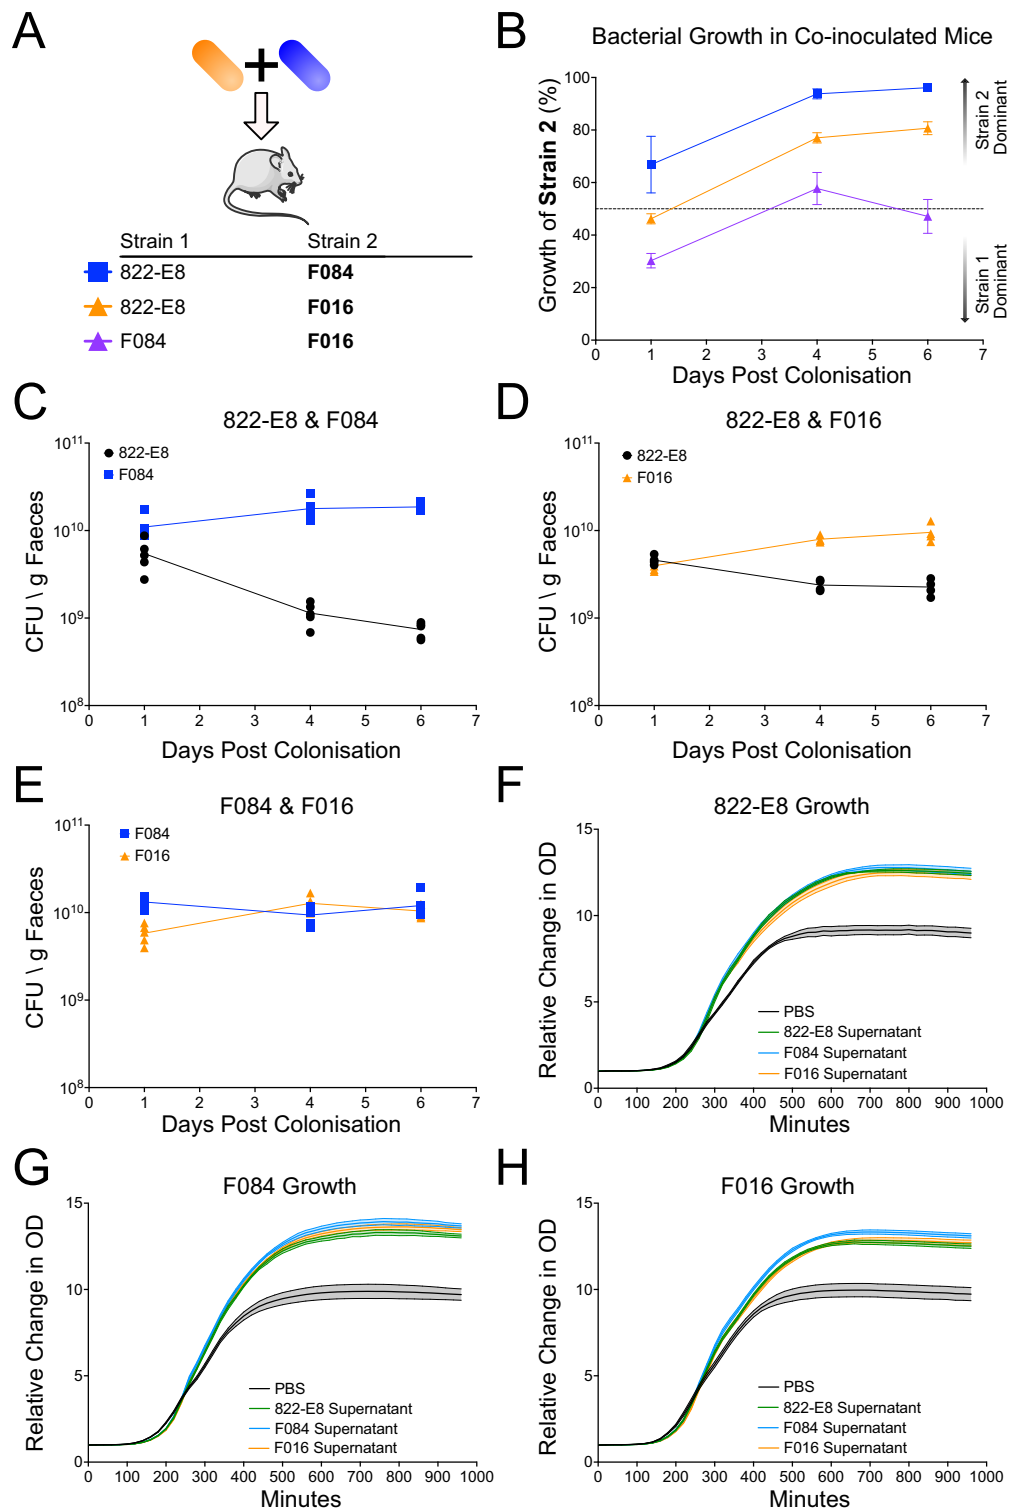 A
Strain 1 Strain 2
822-E8 F084
822-E8 F016
F084 F016
B
Bacterial Growth in Co-inoculated Mice
Growth of Strain 2 (%)
100
80
60
40
20
0
0 1 2 3 4 5 6 7
Days Post Colonisation
Strain 2
Dominant
Strain 1
Dominant
C
822-E8 & F084
822-E8
F084
CFU \ g Faeces
10¹¹
10¹⁰
10⁹
10⁸
0 1 2 3 4 5 6 7
Days Post Colonisation
D
822-E8 & F016
822-E8
F016
CFU \ g Faeces
10¹¹
10¹⁰
10⁹
10⁸
0 1 2 3 4 5 6 7
Days Post Colonisation
E
F084 & F016
F084
F016
CFU \ g Faeces
10¹¹
10¹⁰
10⁹
10⁸
0 1 2 3 4 5 6 7
Days Post Colonisation
F
822-E8 Growth
Relative Change in OD
15
10
5
0
PBS
822-E8 Supernatant
F084 Supernatant
F016 Supernatant
0 100 200 300 400 500 600 700 800 900 1000
Minutes
G
F084 Growth
Relative Change in OD
15
10
5
0
PBS
822-E8 Supernatant
F084 Supernatant
F016 Supernatant
0 100 200 300 400 500 600 700 800 900 1000
Minutes
H
F016 Growth
Relative Change in OD
15
10
5
0
PBS
822-E8 Supernatant
F084 Supernatant
F016 Supernatant
0 100 200 300 400 500 600 700 800 900 1000
Minutes